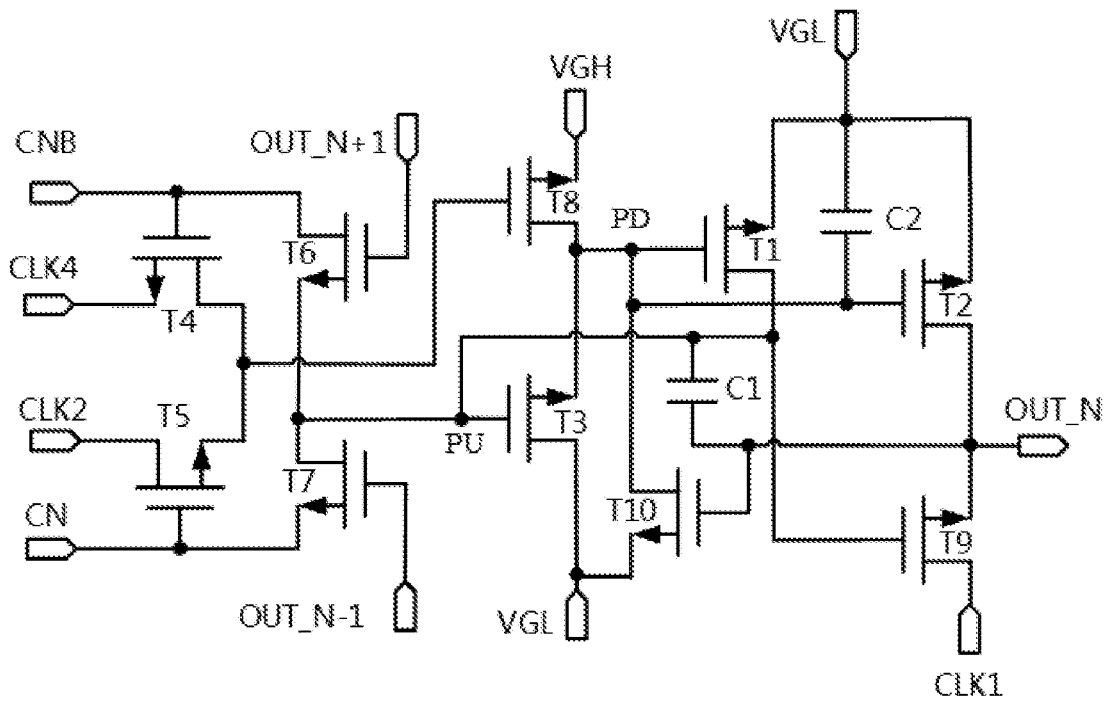 VGL
VGH
CNB
OUT_N+1
T8
PD
T1
C2
T6
CLK4
T4
T2
C1
CLK2
T5
T3
OUT_N
PU
T7
CN
T10
T9
OUT_N-1
VGL
CLK1